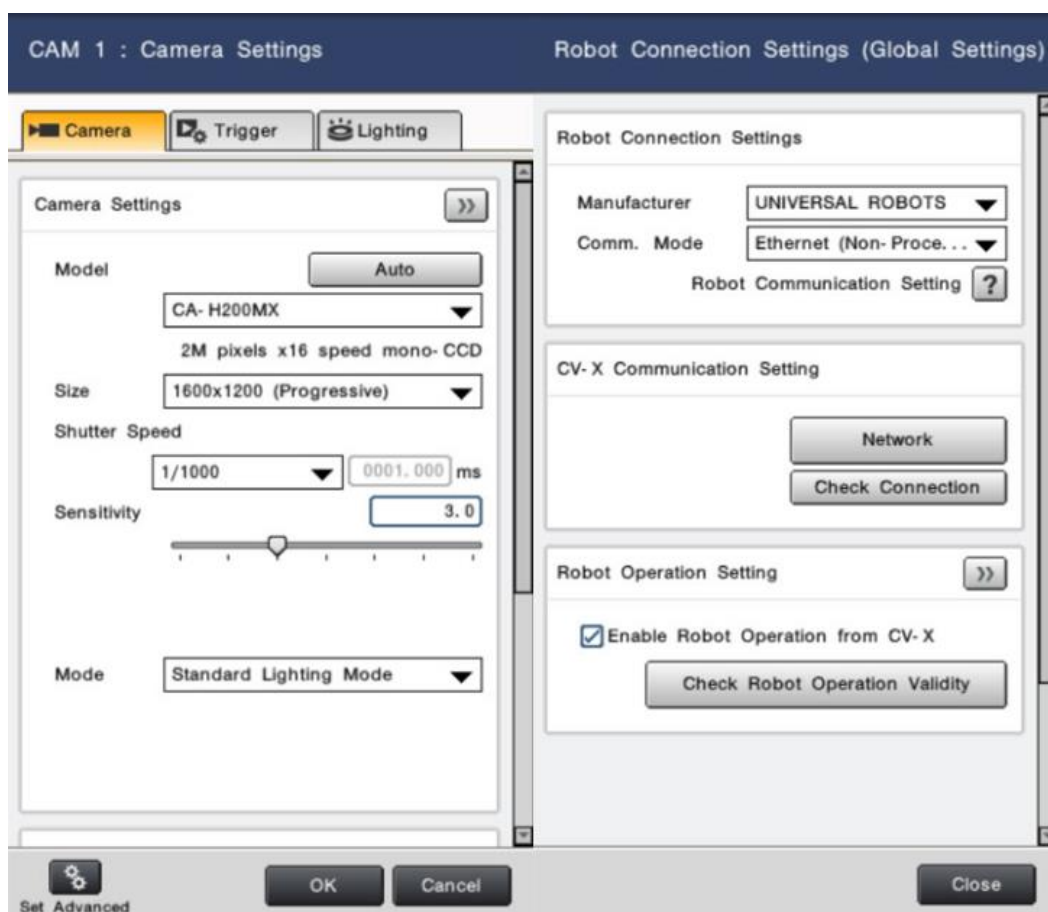 CAM 1 : Camera Settings
Camera
Trigger
Lighting
Camera Settings
Model
Auto
CA-H200MX
2M pixels x16 speed mono-CCD
Size
1600x1200 (Progressive)
Shutter Speed
1/1000
0001.000 ms
Sensitivity
3.0
Mode
Standard Lighting Mode
Set Advanced
OK
Cancel
Robot Connection Settings (Global Settings)
Robot Connection Settings
Manufacturer
UNIVERSAL ROBOTS
Comm. Mode
Ethernet (Non-Proce...
Robot Communication Setting ?
CV-X Communication Setting
Network
Check Connection
Robot Operation Setting
Enable Robot Operation from CV-X
Check Robot Operation Validity
Close